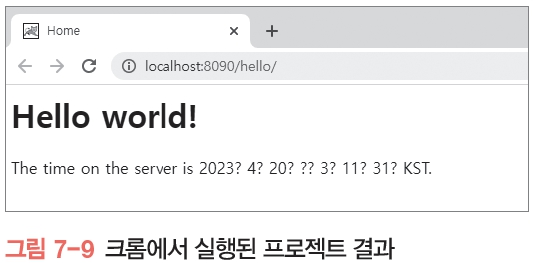 Home
localhost:8090/hello/
Hello world!
The time on the server is 2023? 4? 20? ?? 3? 11? 31? KST.
그림 7-9 크롬에서 실행된 프로젝트 결과